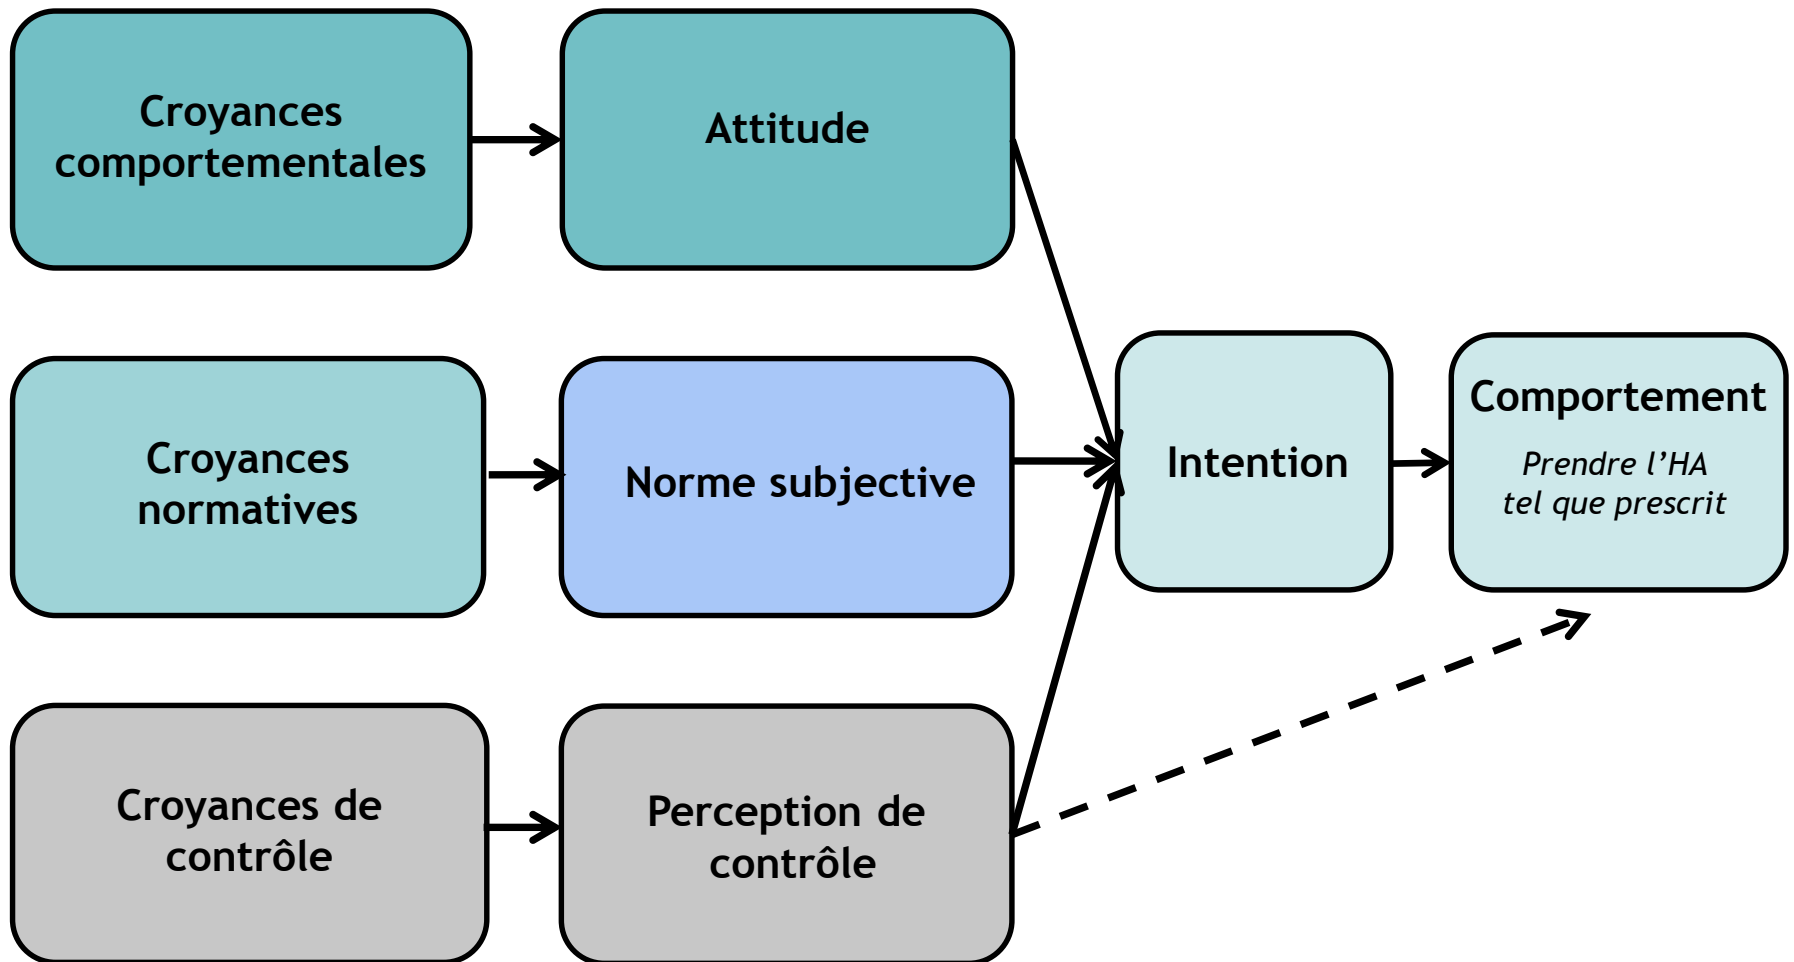 Croyances
comportementales
Attitude
Croyances
normatives
Norme subjective
Intention
Comportement
Prendre l’HA
tel que prescrit
Croyances de
contrôle
Perception de
contrôle